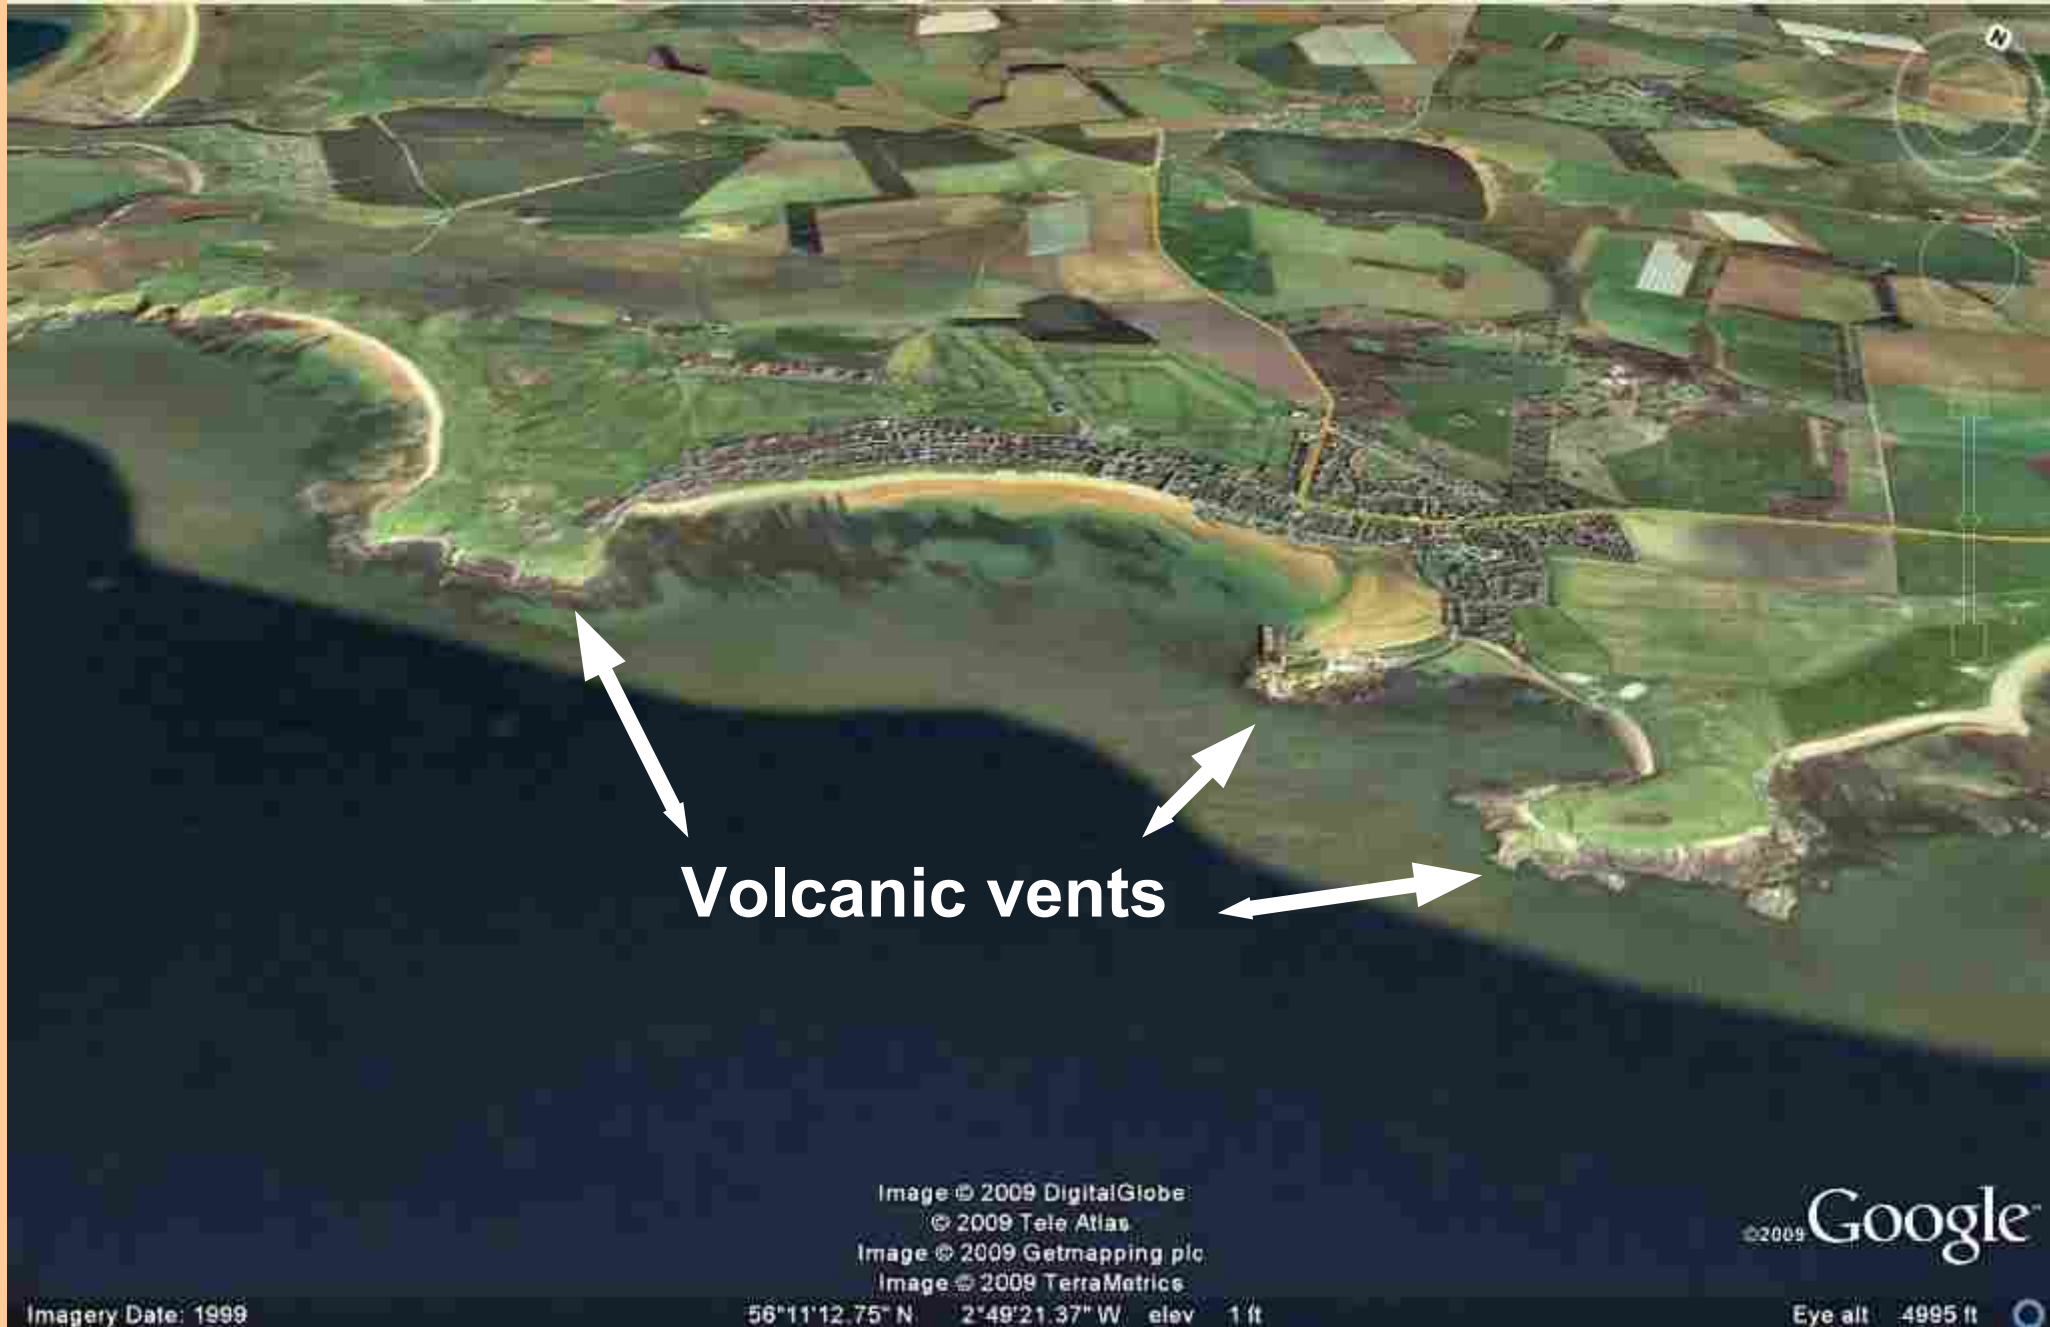 N
Volcanic vents
Image © 2009 DigitalGlobe
© 2009 Tele Atlas
Image © 2009 Getmapping plc
Image © 2009 TerraMetrics
©2009 Google™
Imagery Date: 1999 56°11'12.75" N 2°49'21.37" W elev 1 ft Eye alt 4995 ft